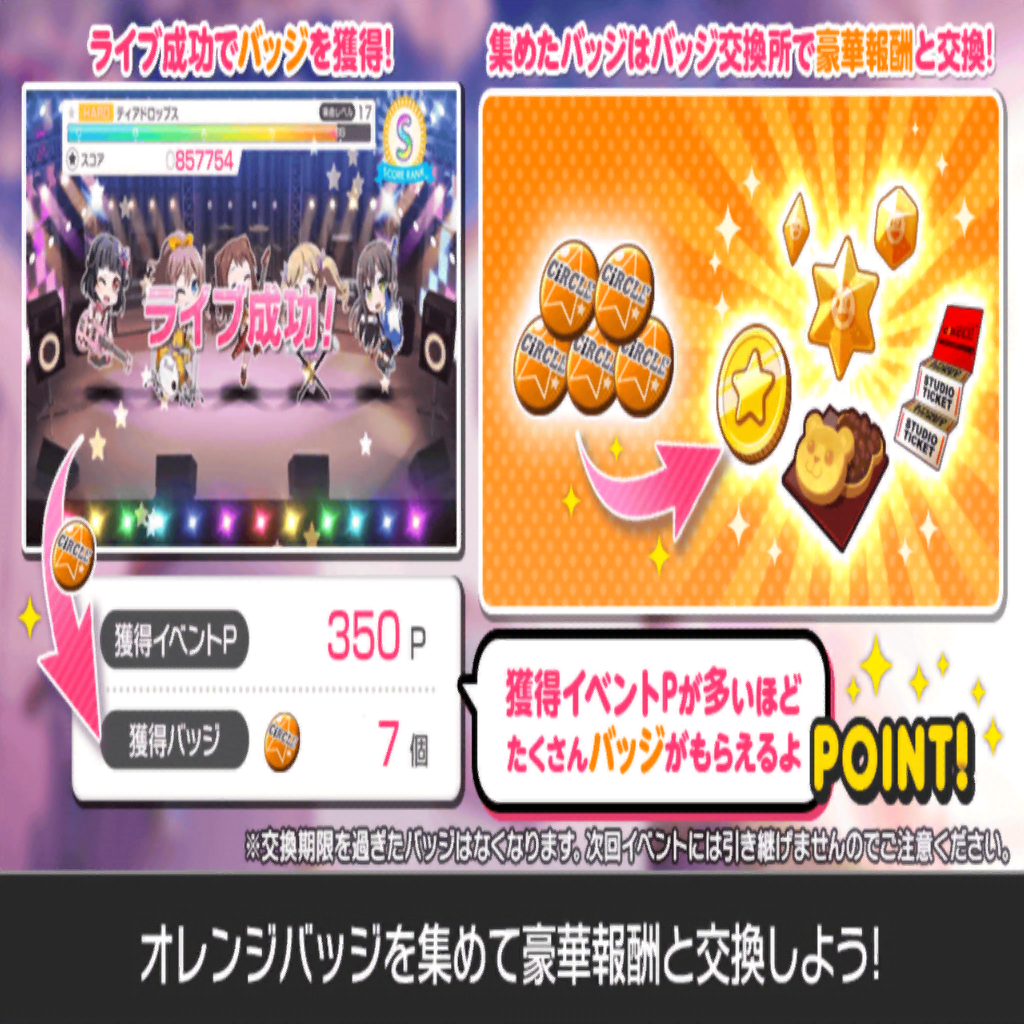 ライブ成功でバッジを獲得!
集めたバッジはバッジ交換所で豪華報酬と交換!
HARD ティアドロップス
楽曲レベル 17
C B A S SS
スコア 0857754
S
SCORE RANK
ライブ成功!
CiRCLE
CiRCLE
CiRCLE
CiRCLE
CiRCLE
CiRCLE
CiRCLE
STUDIO
TICKET
STUDIO
TICKET
獲得イベントP 350 P
獲得バッジ CiRCLE 7 個
獲得イベントPが多いほど
たくさんバッジがもらえるよ
POINT!
※交換期限を過ぎたバッジはなくなります。次回イベントには引き継げませんのでご注意ください。
オレンジバッジを集めて豪華報酬と交換しよう!